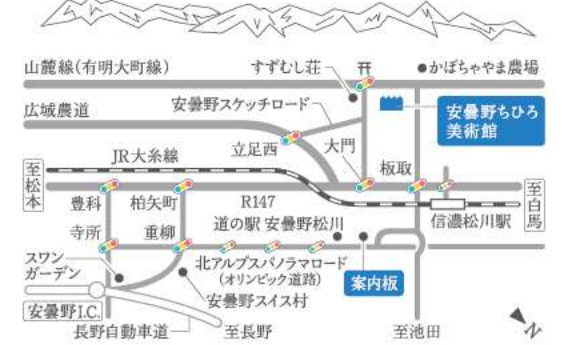 山麓線(有明大町線)
すずむし荘
かぼちゃやま農場
広域農道
安曇野スケッチロード
安曇野ちひろ
美術館
立足西
大門
板取
JR大糸線
至松本
豊科
柏矢町
R147
信濃松川駅
至白馬
道の駅 安曇野松川
寺所
重柳
北アルプスパノラマロード
(オリンピック道路)
案内板
スワン
ガーデン
安曇野スイス村
安曇野I.C.
長野自動車道
至長野
至池田
N